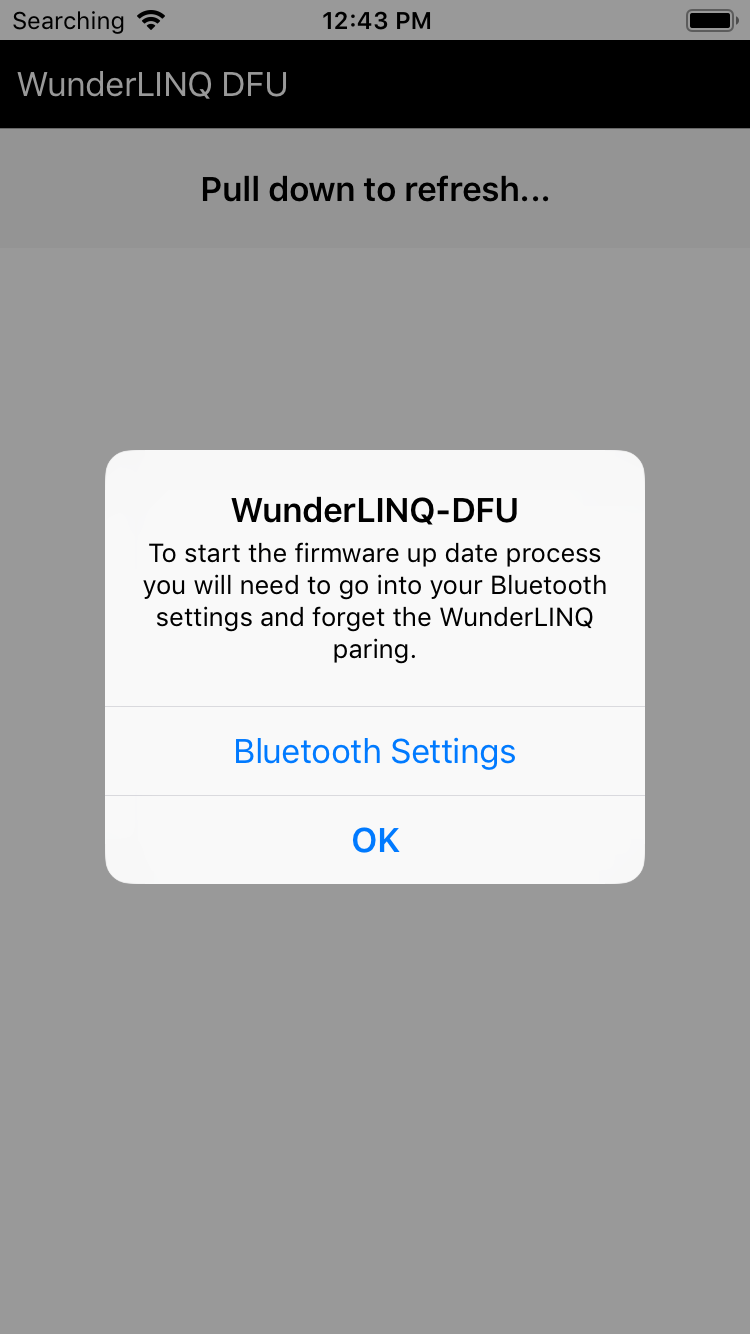 Searching 12:43 PM
WunderLINQ DFU
Pull down to refresh...
WunderLINQ-DFU
To start the firmware up date process
you will need to go into your Bluetooth
settings and forget the WunderLINQ
paring.
Bluetooth Settings
OK